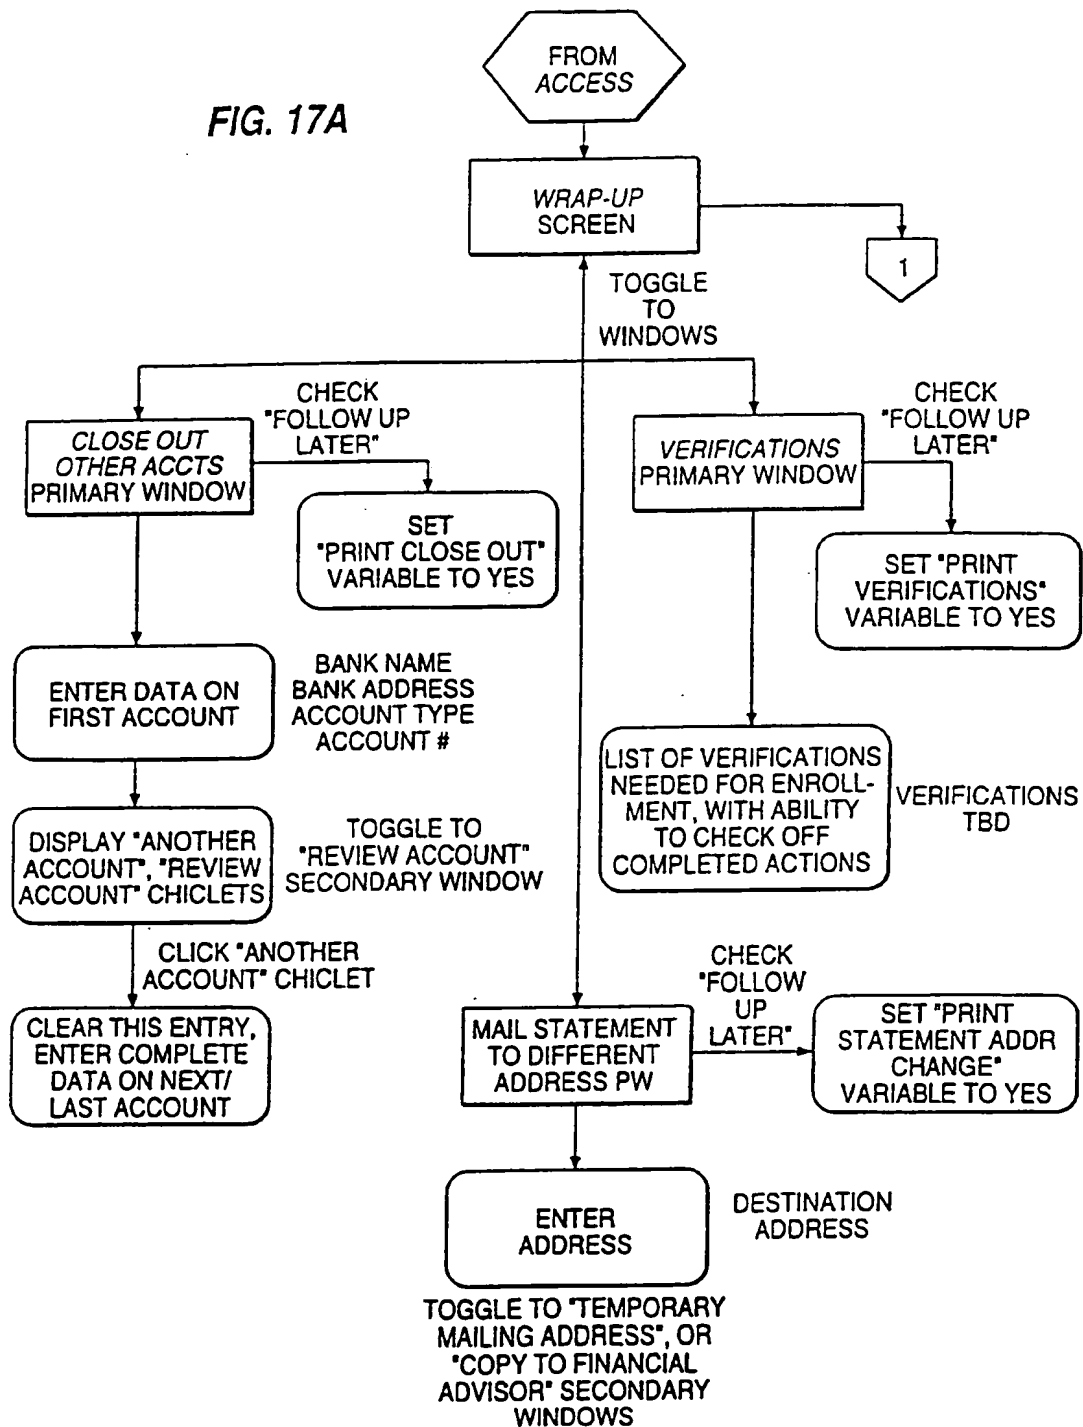 FROM
ACCESS
FIG. 17A
WRAP-UP
SCREEN
1
TOGGLE
TO
WINDOWS
CHECK
"FOLLOW UP
LATER"
CLOSE OUT
OTHER ACCTS
PRIMARY WINDOW
SET
"PRINT CLOSE OUT"
VARIABLE TO YES
CHECK
"FOLLOW UP
LATER"
VERIFICATIONS
PRIMARY WINDOW
SET "PRINT
VERIFICATIONS"
VARIABLE TO YES
ENTER DATA ON
FIRST ACCOUNT
BANK NAME
BANK ADDRESS
ACCOUNT TYPE
ACCOUNT #
LIST OF VERIFICATIONS
NEEDED FOR ENROLL-
MENT, WITH ABILITY
TO CHECK OFF
COMPLETED ACTIONS
VERIFICATIONS
TBD
DISPLAY "ANOTHER
ACCOUNT", "REVIEW
ACCOUNT" CHICLETS
TOGGLE TO
"REVIEW ACCOUNT"
SECONDARY WINDOW
CLICK "ANOTHER
ACCOUNT" CHICLET
CLEAR THIS ENTRY,
ENTER COMPLETE
DATA ON NEXT/
LAST ACCOUNT
MAIL STATEMENT
TO DIFFERENT
ADDRESS PW
CHECK
"FOLLOW
UP
LATER"
SET "PRINT
STATEMENT ADDR
CHANGE"
VARIABLE TO YES
ENTER
ADDRESS
DESTINATION
ADDRESS
TOGGLE TO "TEMPORARY
MAILING ADDRESS", OR
"COPY TO FINANCIAL
ADVISOR" SECONDARY
WINDOWS